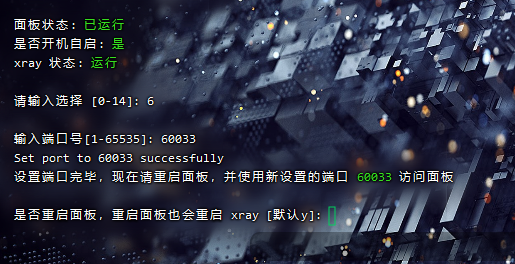 面板状态: 已运行
是否开机自启: 是
xray 状态: 运行
请输入选择 [0-14]: 6
输入端口号[1-65535]: 60033
Set port to 60033 successfully
设置端口完毕，现在请重启面板，并使用新设置的端口 60033 访问面板
是否重启面板，重启面板也会重启 xray [默认y]: